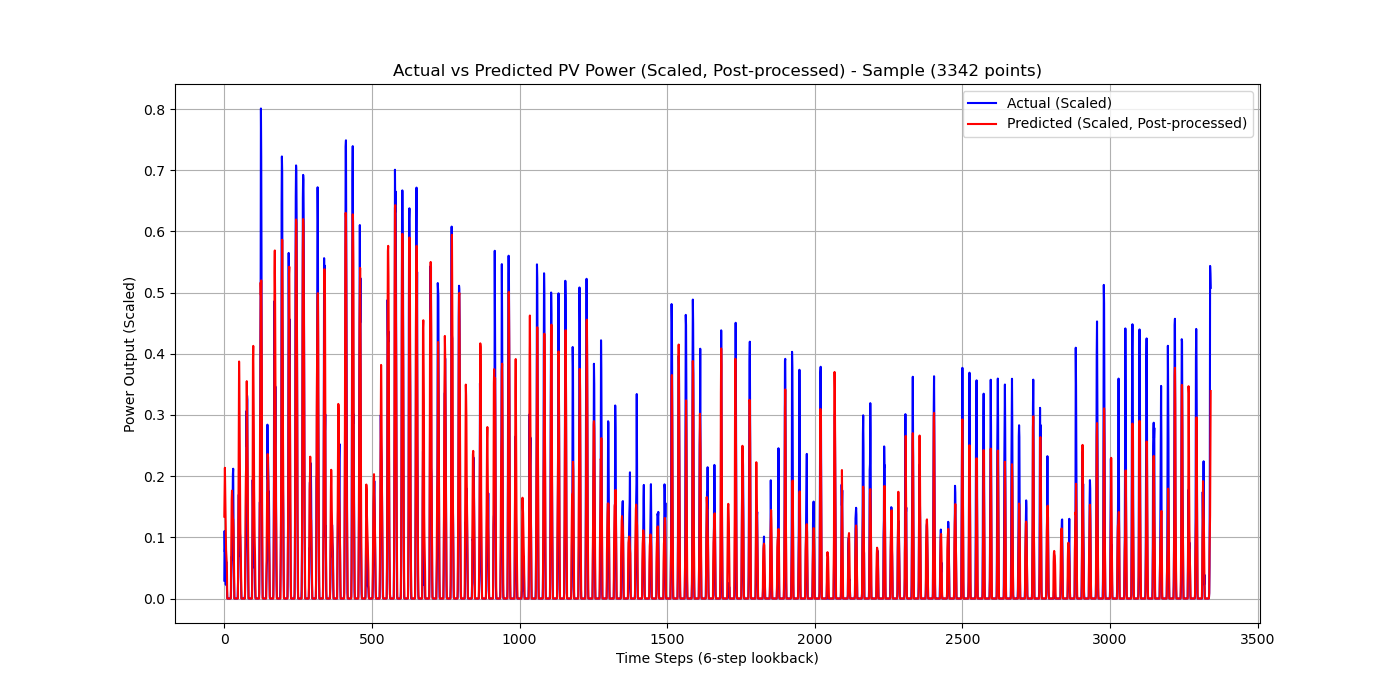 Actual vs Predicted PV Power (Scaled, Post-processed) - Sample (3342 points)
Actual (Scaled)
Predicted (Scaled, Post-processed)
Power Output (Scaled)
0.8
0.7
0.6
0.5
0.4
0.3
0.2
0.1
0.0
0 500 1000 1500 2000 2500 3000 3500
Time Steps (6-step lookback)